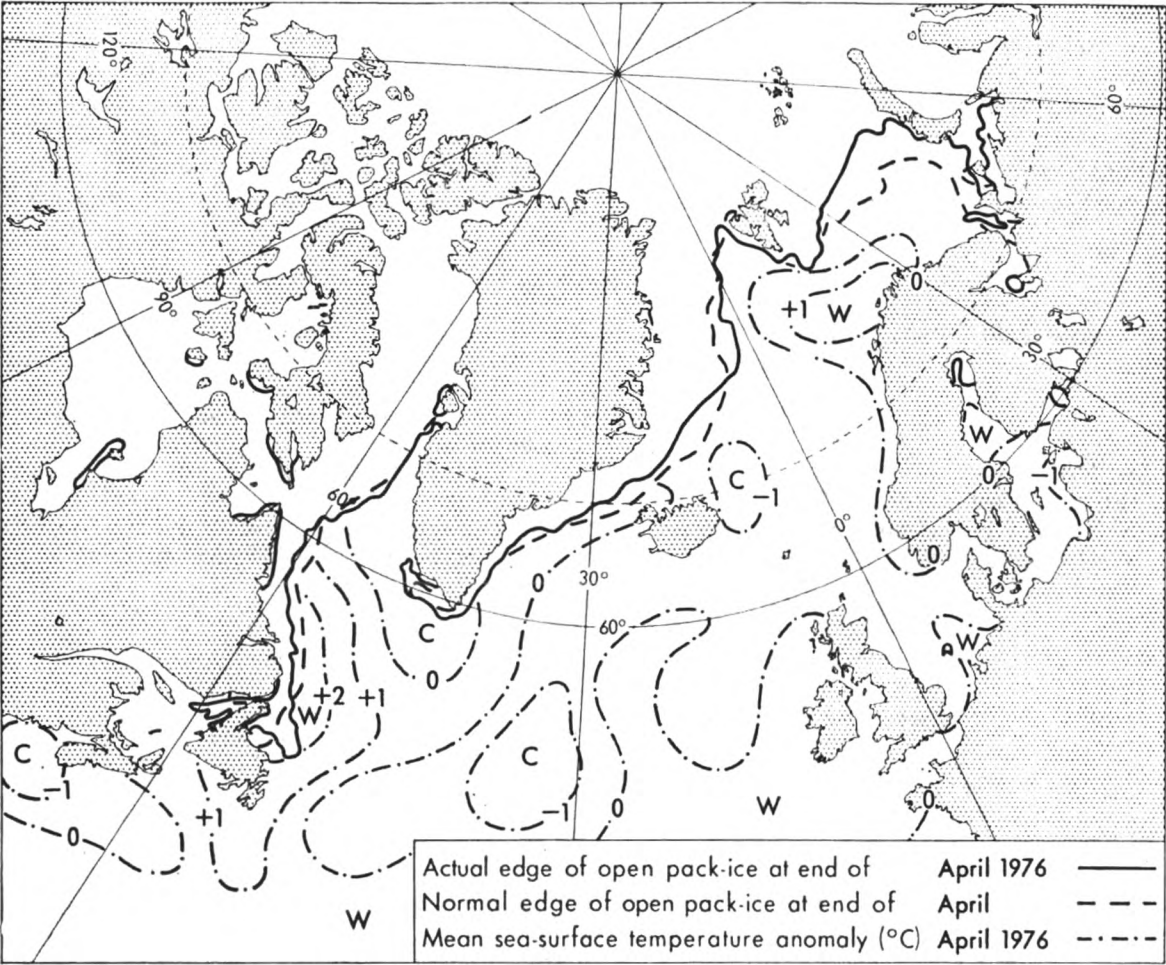 120°
60°
90°
0
+1 W
30°
W
C
-1
0
-1
60
0°
0
0
30°
C
60°
W
0
+2 +1
W
C
C
-1
-1
0
W
0
+1
0
Actual edge of open pack-ice at end of April 1976
Normal edge of open pack-ice at end of April
Mean sea-surface temperature anomaly (°C) April 1976
W